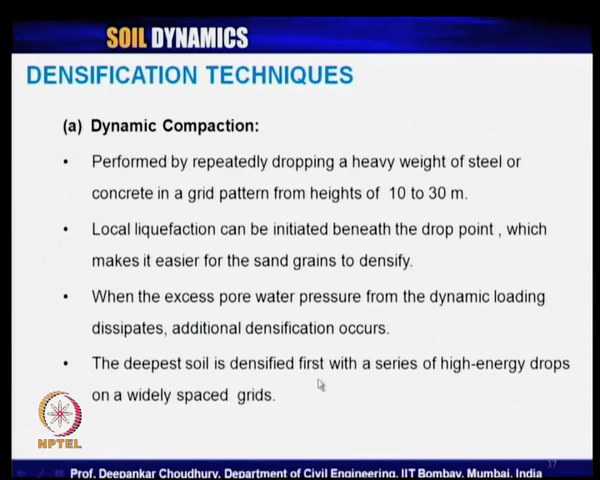 SOIL DYNAMICS
DENSIFICATION TECHNIQUES
(a) Dynamic Compaction:
• Performed by repeatedly dropping a heavy weight of steel or
concrete in a grid pattern from heights of 10 to 30 m.
• Local liquefaction can be initiated beneath the drop point , which
makes it easier for the sand grains to densify.
• When the excess pore water pressure from the dynamic loading
dissipates, additional densification occurs.
• The deepest soil is densified first with a series of high-energy drops
on a widely spaced grids.
NPTEL
37
Prof. Deepankar Choudhury, Department of Civil Engineering, IIT Bombay, Mumbai, India